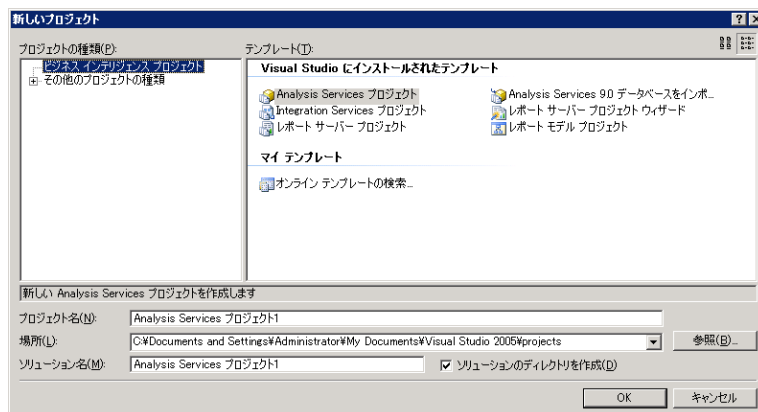 新しいプロジェクト
プロジェクトの種類(P):
ビジネス インテリジェンス プロジェクト
その他のプロジェクトの種類
テンプレート(T):
Visual Studio にインストールされたテンプレート
Analysis Services プロジェクト
Analysis Services 9.0 データベースをインポ...
Integration Services プロジェクト
レポート サーバー プロジェクト ウィザード
レポート サーバー プロジェクト
レポート モデル プロジェクト
マイ テンプレート
オンライン テンプレートの検索...
新しい Analysis Services プロジェクトを作成します
プロジェクト名(N):
Analysis Services プロジェクト1
場所(L):
C:¥Documents and Settings¥Administrator¥My Documents¥Visual Studio 2005¥projects
参照(B)...
ソリューション名(M):
Analysis Services プロジェクト1
ソリューションのディレクトリを作成(D)
OK
キャンセル